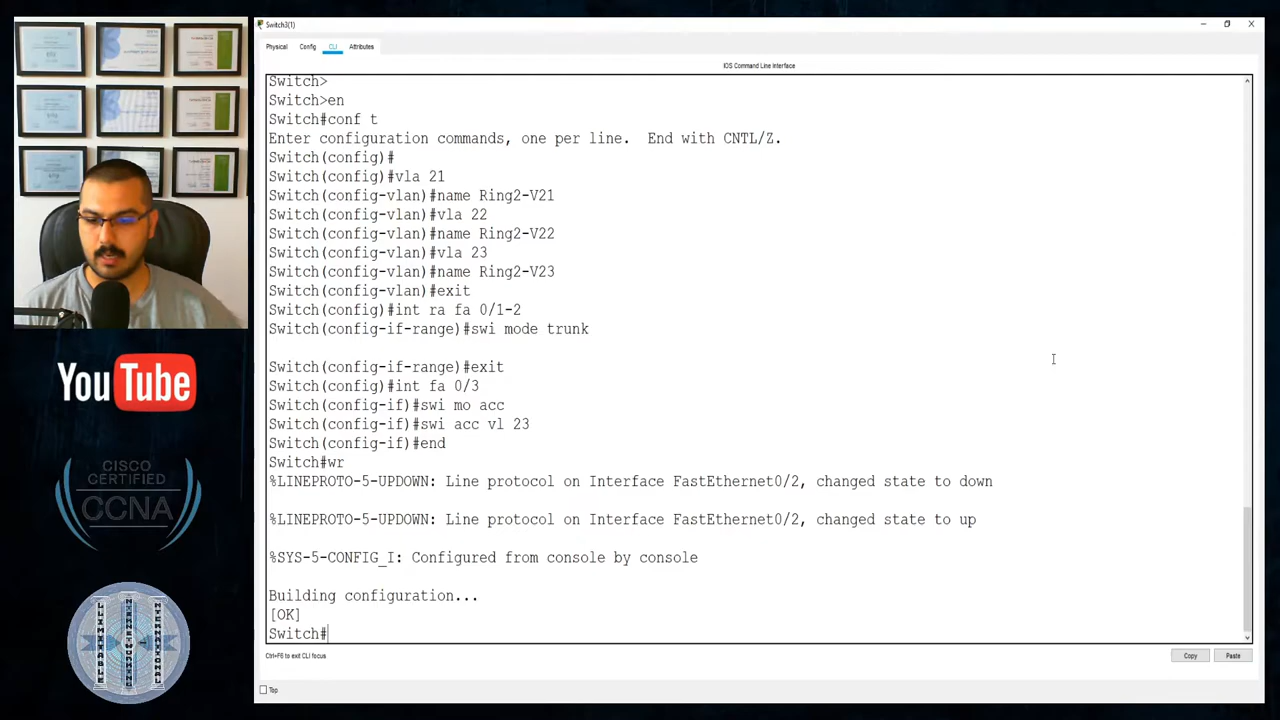 Switch3(1)
Physical Config CLI Attributes
IOS Command Line Interface
Switch>
Switch>en
Switch#conf t
Enter configuration commands, one per line.  End with CNTL/Z.
Switch(config)#
Switch(config)#vla 21
Switch(config-vlan)#name Ring2-V21
Switch(config-vlan)#vla 22
Switch(config-vlan)#name Ring2-V22
Switch(config-vlan)#vla 23
Switch(config-vlan)#name Ring2-V23
Switch(config-vlan)#exit
Switch(config)#int ra fa 0/1-2
Switch(config-if-range)#swi mode trunk
Switch(config-if-range)#exit
Switch(config)#int fa 0/3
Switch(config-if)#swi mo acc
Switch(config-if)#swi acc vl 23
Switch(config-if)#end
Switch#wr
%LINEPROTO-5-UPDOWN: Line protocol on Interface FastEthernet0/2, changed state to down
%LINEPROTO-5-UPDOWN: Line protocol on Interface FastEthernet0/2, changed state to up
%SYS-5-CONFIG_I: Configured from console by console
Building configuration...
[OK]
Switch#
Ctrl+F6 to exit CLI focus
Copy Paste
Top
YouTube
CISCO
CERTIFIED
CCNA
ILLIMITABLE
INTERNETWORKING
INTERNATIONAL